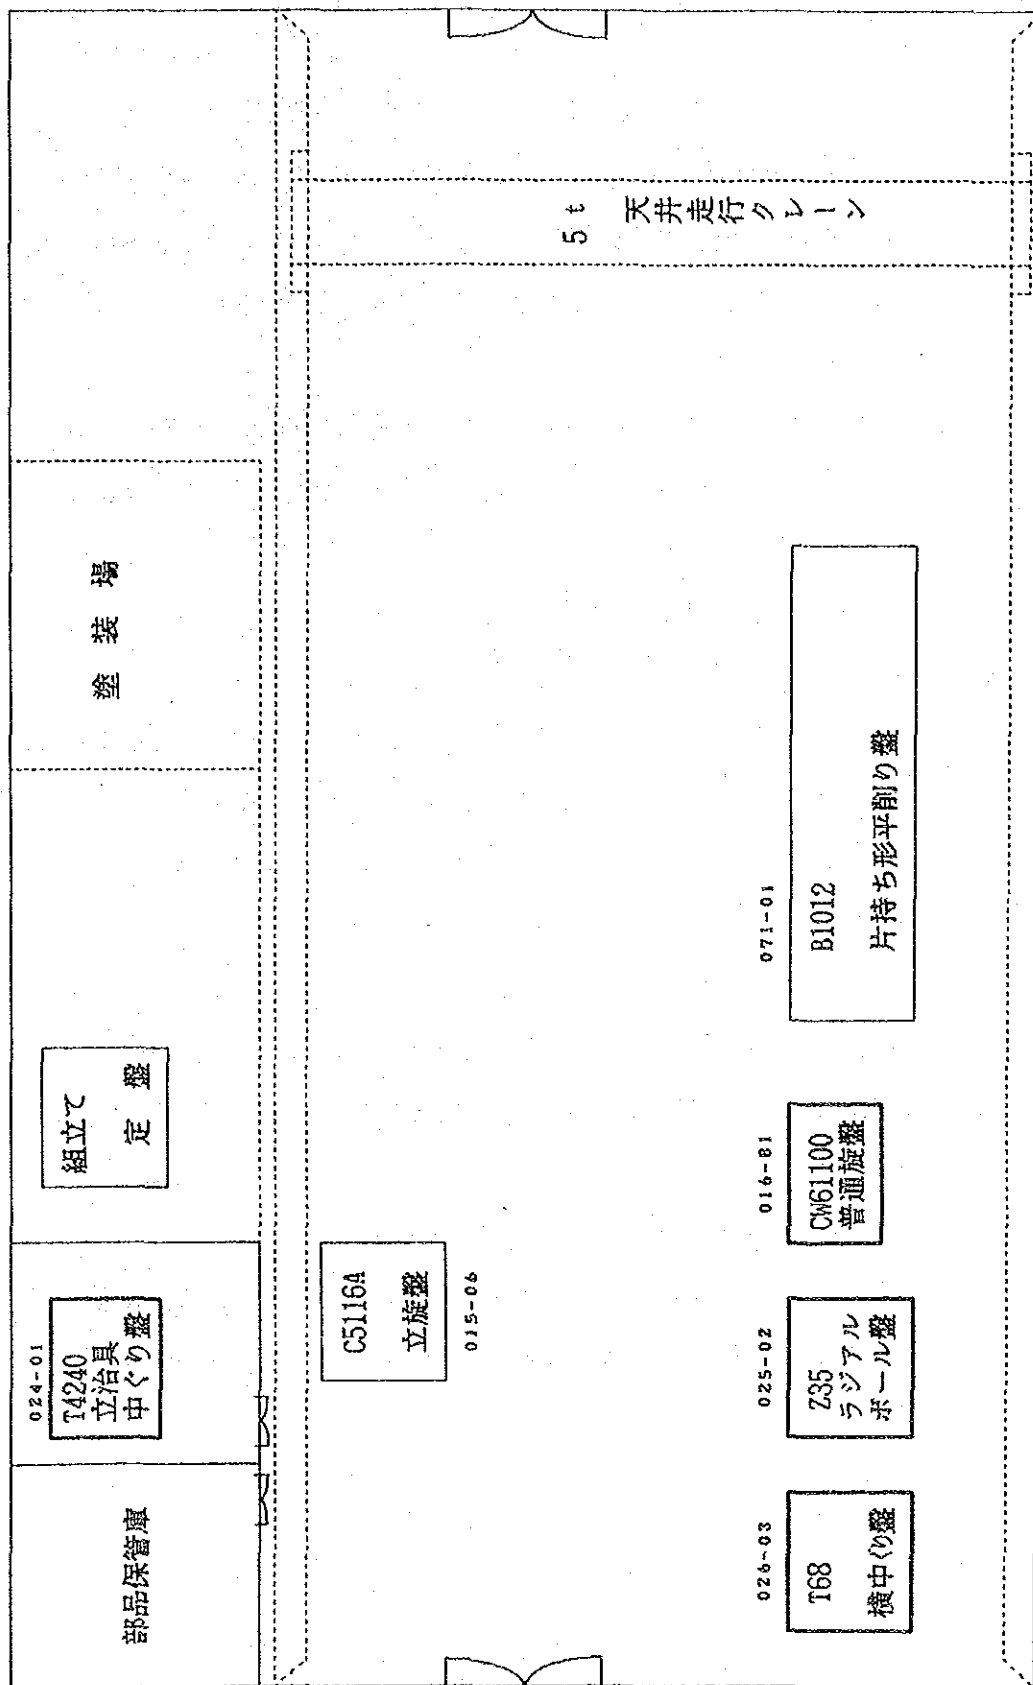 部品保管庫
024-01
T4240
立治具
中ぐり盤
組立て
定 盤
塗 装 場
C5116A
立旋盤
015-06
5t 天井走行クレーン
026-03
T68
横中ぐり盤
025-02
Z35
ラジアル
ボール盤
016-81
CW61100
普通旋盤
071-01
B1012
片持ち形平削り盤